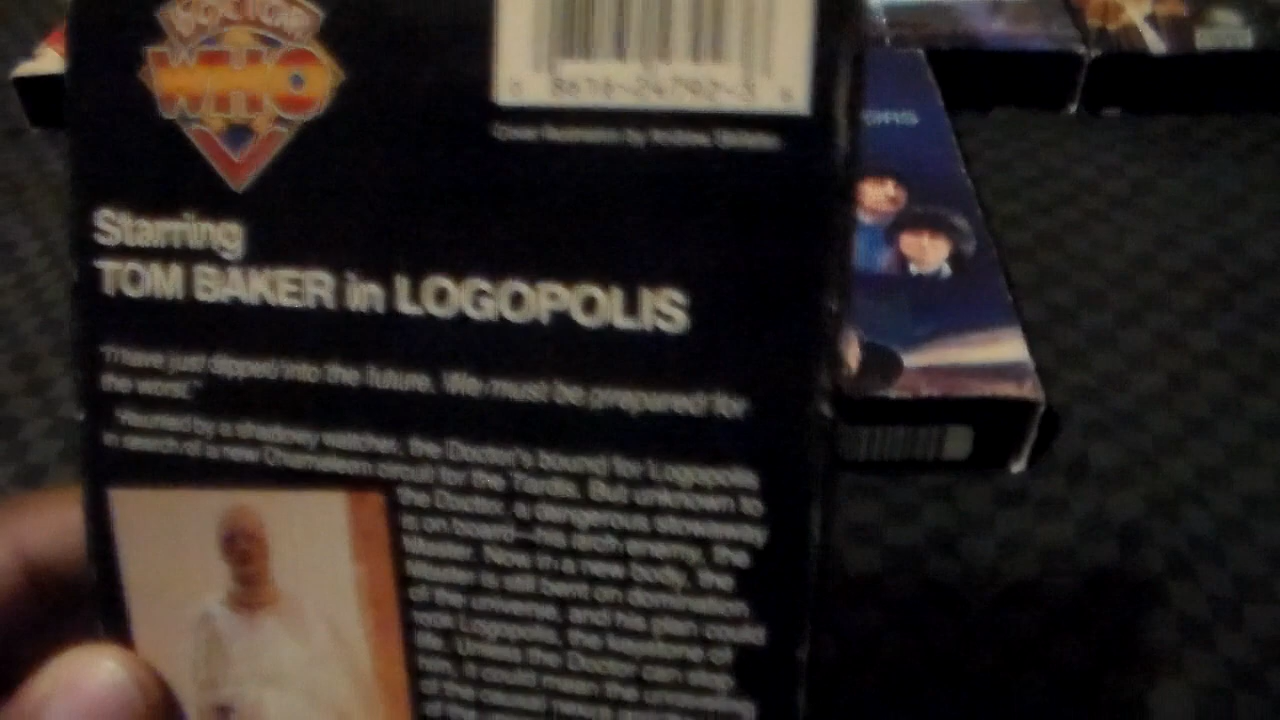 DOCTOR
WHO
0 86
Starring
TOM BAKER in LOGOPOLIS
"I have just dipped into the future. We must be prepared for
the worst."
by a shadowy watcher, the Doctor's bound for Logopolis
in search of a new Chameleon circuit for the Tardis. But unknown to
the Doctor, a dangerous stowaway
is on board—his arch enemy, the
Master. Now in a new body, the
Master is still bent on domination
of the universe, and his plan could
Logopolis, the keystone of
Unless the Doctor can stop
him, it could mean the unraveling
of the